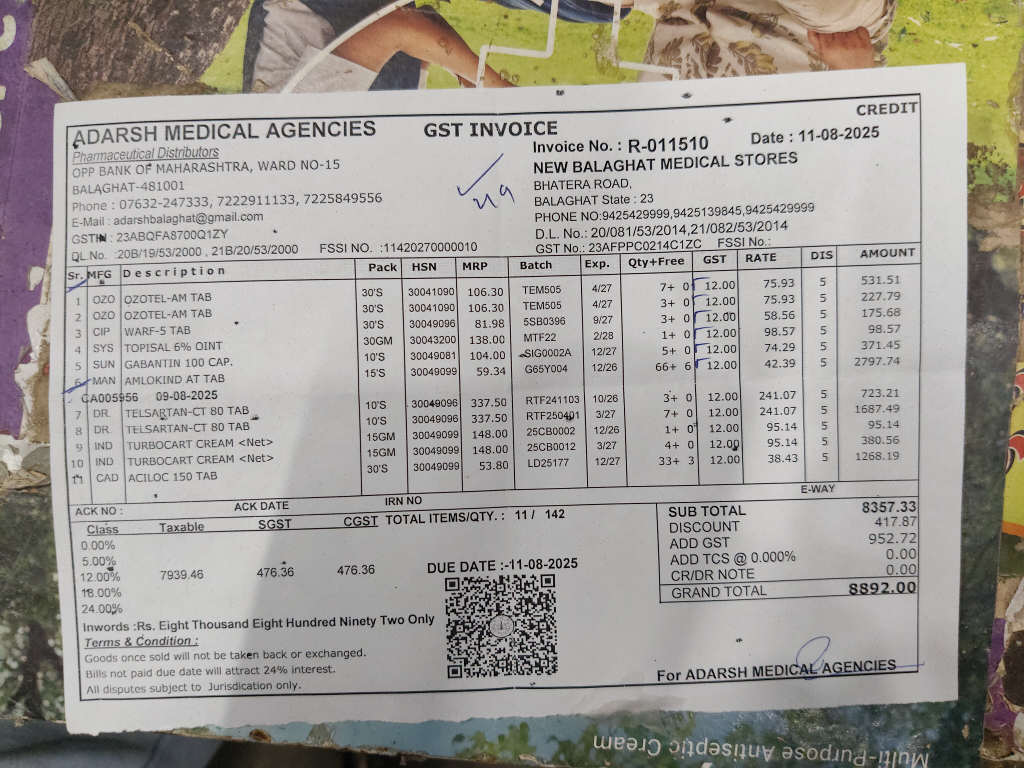 CREDIT
ADARSH MEDICAL AGENCIES
GST INVOICE
Pharmaceutical Distributors
OPP BANK OF MAHARASHTRA, WARD NO-15
BALAGHAT-481001
Phone : 07632-247333, 7222911133, 7225849556
E-Mail : adarshbalaghat@gmail.com
GSTIN : 23ABQFA8700Q1ZY
QL.No. : 20B/19/53/2000 , 21B/20/53/2000 FSSI NO. :11420270000010
Invoice No. : R-011510 Date : 11-08-2025
NEW BALAGHAT MEDICAL STORES
BHATERA ROAD,
BALAGHAT State : 23
PHONE NO:9425429999,9425139845,9425429999
D.L. No.: 20/081/53/2014,21/082/53/2014
GST No.: 23AFPPC0214C1ZC FSSI No.:
Sr. MFG Description Pack HSN MRP Batch Exp. Qty+Free GST RATE DIS AMOUNT
1 OZO OZOTEL-AM TAB 30'S 30041090 106.30 TEM505 4/27 7+ 0 12.00 75.93 5 531.51
2 OZO OZOTEL-AM TAB 30'S 30041090 106.30 TEM505 4/27 3+ 0 12.00 75.93 5 227.79
3 CIP WARF-5 TAB 30'S 30049096 81.98 5SB0396 9/27 3+ 0 12.00 58.56 5 175.68
4 SYS TOPISAL 6% OINT 30GM 30043200 138.00 MTF22 2/28 1+ 0 12.00 98.57 5 98.57
5 SUN GABANTIN 100 CAP. 10'S 30049081 104.00 SIG0002A 12/27 5+ 0 12.00 74.29 5 371.45
6 MAN AMLOKIND AT TAB 15'S 30049099 59.34 G65Y004 12/26 66+ 6 12.00 42.39 5 2797.74
CA005956 09-08-2025
7 DR. TELSARTAN-CT 80 TAB 10'S 30049096 337.50 RTF241103 10/26 3+ 0 12.00 241.07 5 723.21
8 DR. TELSARTAN-CT 80 TAB 10'S 30049096 337.50 RTF250401 3/27 7+ 0 12.00 241.07 5 1687.49
9 IND TURBOCART CREAM <Net> 15GM 30049099 148.00 25CB0002 12/26 1+ 0 12.00 95.14 5 95.14
10 IND TURBOCART CREAM <Net> 15GM 30049099 148.00 25CB0012 3/27 4+ 0 12.00 95.14 5 380.56
11 CAD ACILOC 150 TAB 30'S 30049099 53.80 LD25177 12/27 33+ 3 12.00 38.43 5 1268.19
ACK NO : ACK DATE IRN NO E-WAY
Class Taxable SGST CGST TOTAL ITEMS/QTY. : 11 / 142
0.00%
5.00%
12.00% 7939.46 476.36 476.36
18.00%
24.00%
DUE DATE :-11-08-2025
SUB TOTAL 8357.33
DISCOUNT 417.87
ADD GST 952.72
ADD TCS @ 0.000% 0.00
CR/DR NOTE 0.00
GRAND TOTAL 8892.00
Inwords :Rs. Eight Thousand Eight Hundred Ninety Two Only
Terms & Condition :
Goods once sold will not be taken back or exchanged.
Bills not paid due date will attract 24% interest.
All disputes subject to Jurisdication only.
For ADARSH MEDICAL AGENCIES
Multi-Purpose Antiseptic Cream